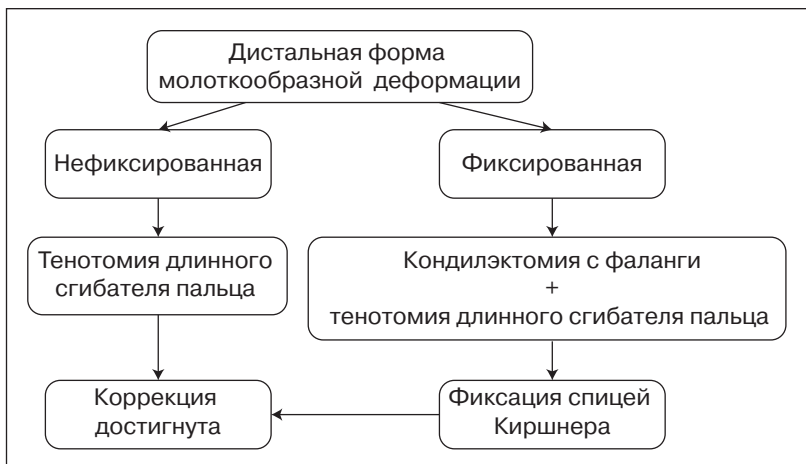 Дистальная форма
молоткообразной деформации
Нефиксированная
Фиксированная
Тенотомия длинного
сгибателя пальца
Кондилэктомия с фаланги
+
тенотомия длинного сгибателя пальца
Коррекция
достигнута
Фиксация спицей
Киршнера